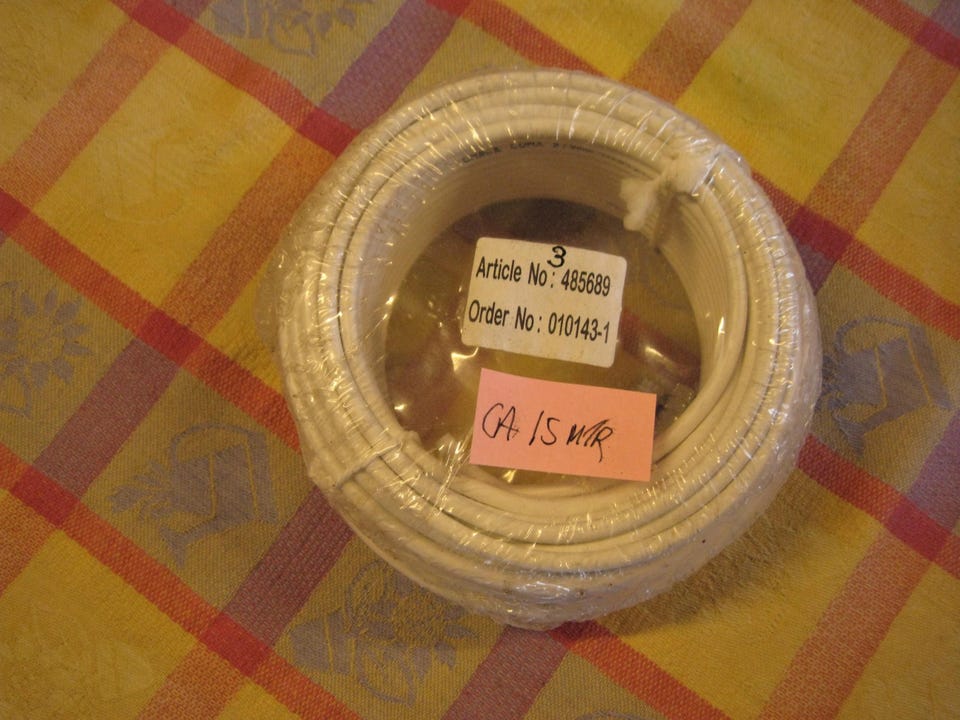 3
Article No: 485689
Order No: 010143-1
CA 15 MTR